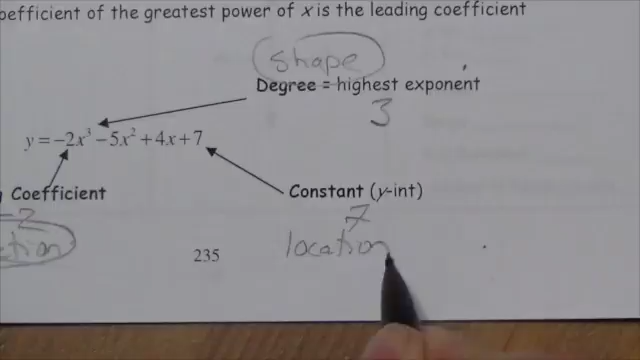 oefficient of the greatest power of x is the leading coefficient
shape
Degree = highest exponent
3
y = −2x³ − 5x² + 4x + 7
Coefficient
Constant (y-int)
-2
7
ction
location
235